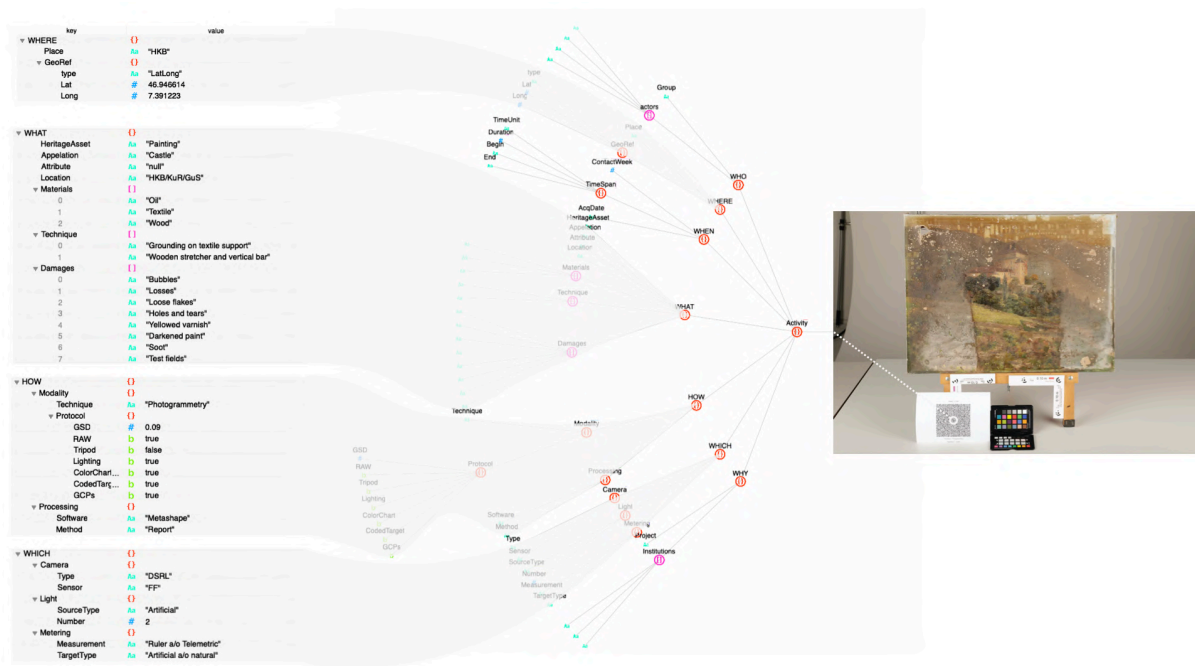 key value
WHERE {}
Place Aa "HKB"
GeoRef {}
type Aa "LatLong"
Lat # 46.946614
Long # 7.391223
WHAT {}
HeritageAsset Aa "Painting"
Appelation Aa "Castle"
Attribute Aa "null"
Location Aa "HKB/KuR/GuS"
Materials []
0 Aa "Oil"
1 Aa "Textile"
2 Aa "Wood"
Technique []
0 Aa "Grounding on textile support"
1 Aa "Wooden stretcher and vertical bar"
Damages []
0 Aa "Bubbles"
1 Aa "Losses"
2 Aa "Loose flakes"
3 Aa "Holes and tears"
4 Aa "Yellowed varnish"
5 Aa "Darkened paint"
6 Aa "Soot"
7 Aa "Test fields"
HOW {}
Modality {}
Technique Aa "Photogrammetry"
Protocol {}
GSD # 0.09
RAW b true
Tripod b false
Lighting b true
ColorChart... b true
CodedTarg... b true
GCPs b true
Processing {}
Software Aa "Metashape"
Method Aa "Report"
WHICH {}
Camera {}
Type Aa "DSRL"
Sensor Aa "FF"
Light {}
SourceType Aa "Artificial"
Number # 2
Metering {}
Measurement Aa "Ruler a/o Telemetric"
TargetType Aa "Artificial a/o natural"
type
Lat
Long
Group
actors
TimeUnit
Duration
Begin
End
Place
GeoRef
ContactWeek
TimeSpan
WHO
WHERE
AcqDate
HeritageAsset
Appelation
Attribute
Location
WHEN
Materials
Technique
WHAT
Activity
Damages
HOW
Technique
Modality
WHICH
GSD
RAW
Tripod
Lighting
ColorChart
CodedTarget
GCPs
Protocol
Processing
Camera
Light
Metering
Project
Institutions
WHY
Software
Method
Type
Sensor
SourceType
Number
Measurement
TargetType